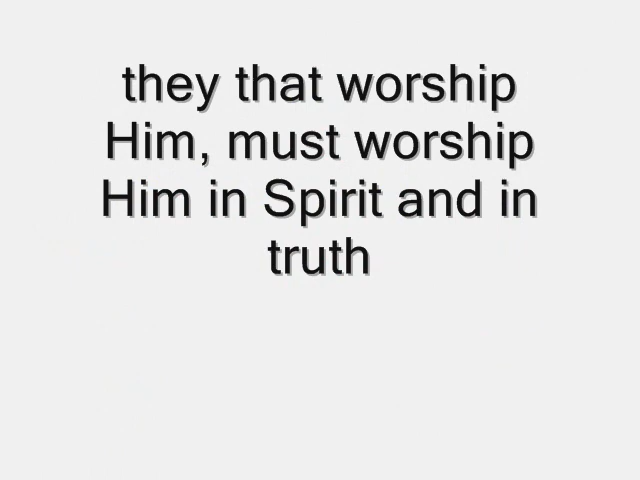 they that worship
Him, must worship
Him in Spirit and in
truth